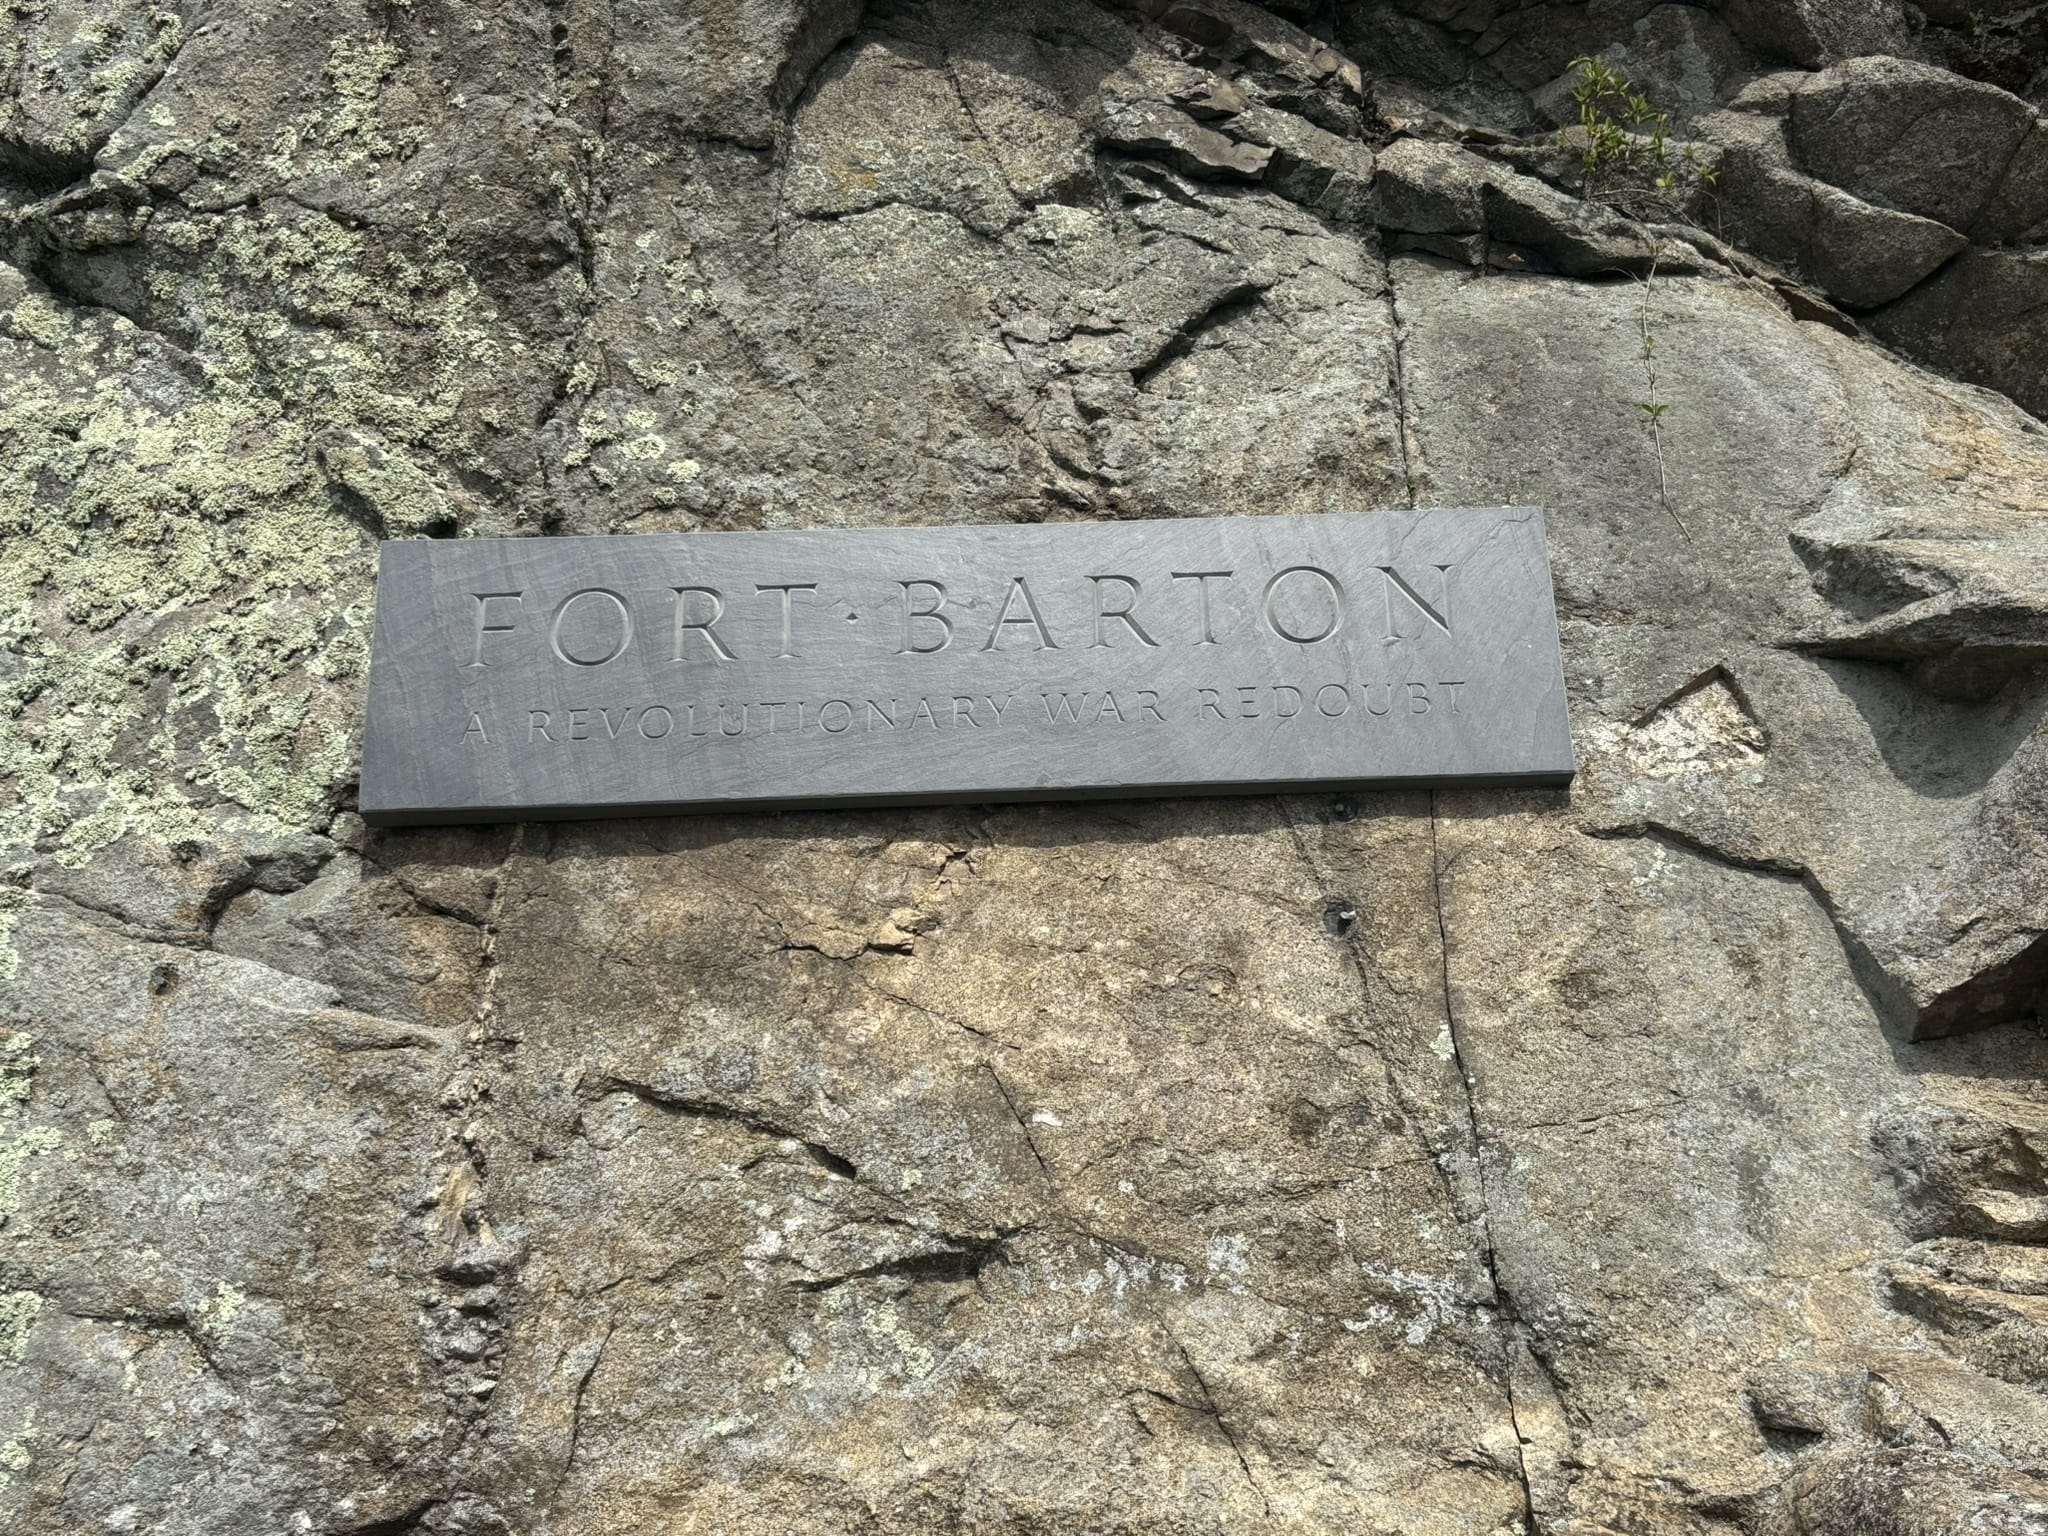 FORT · BARTON
A REVOLUTIONARY WAR REDOUBT